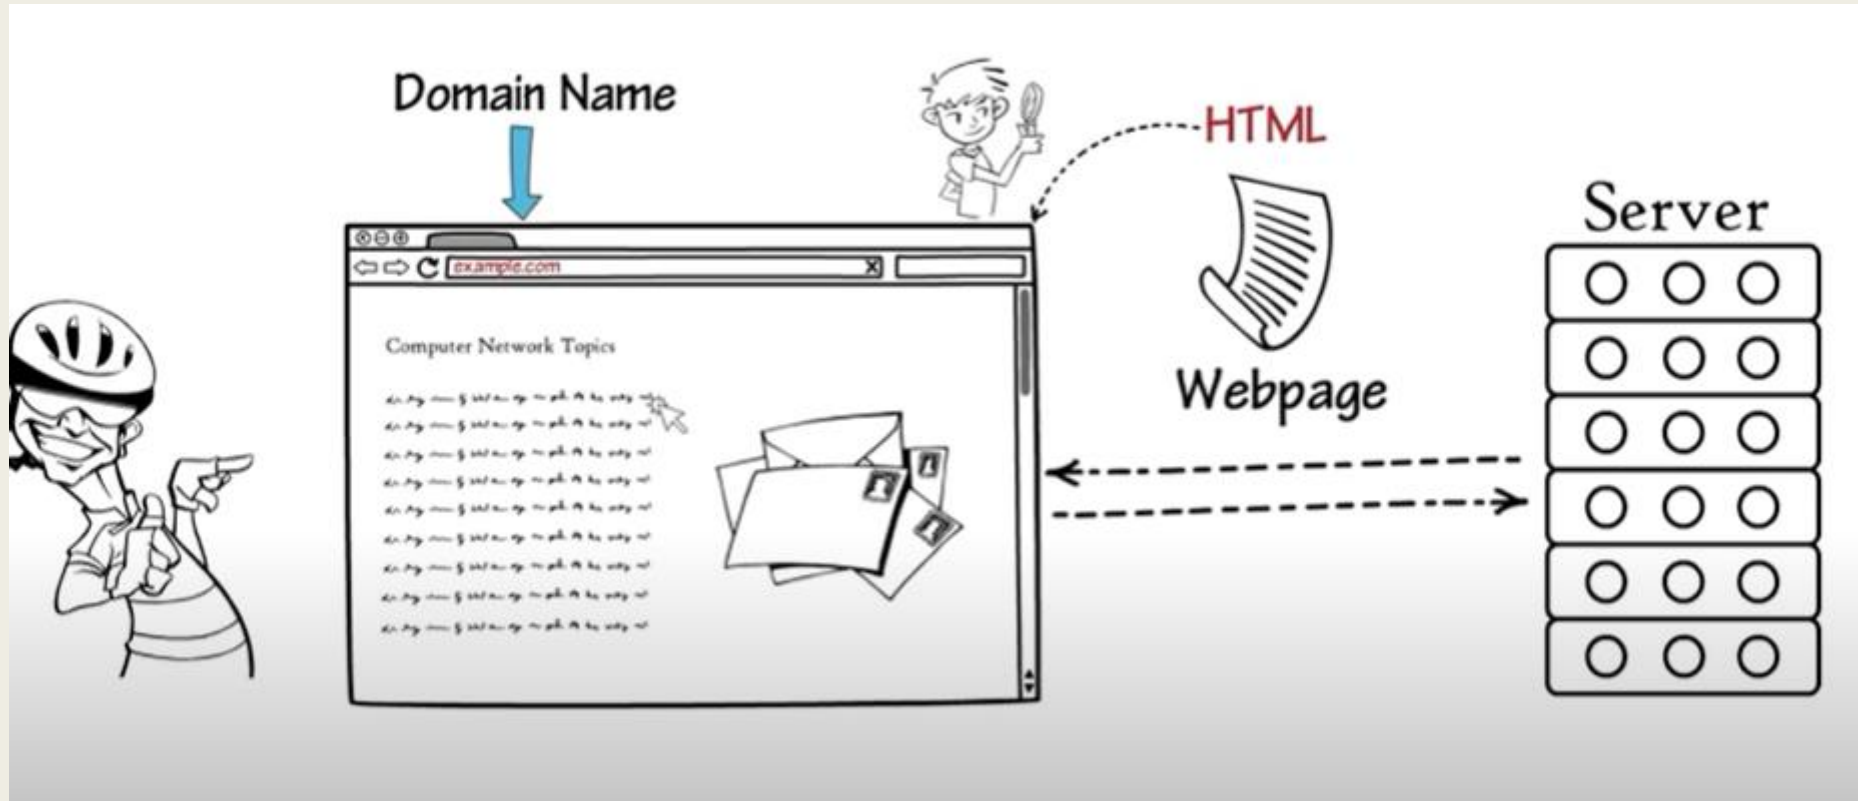 Domain Name
HTML
Server
example.com
Computer Network Topics
Webpage